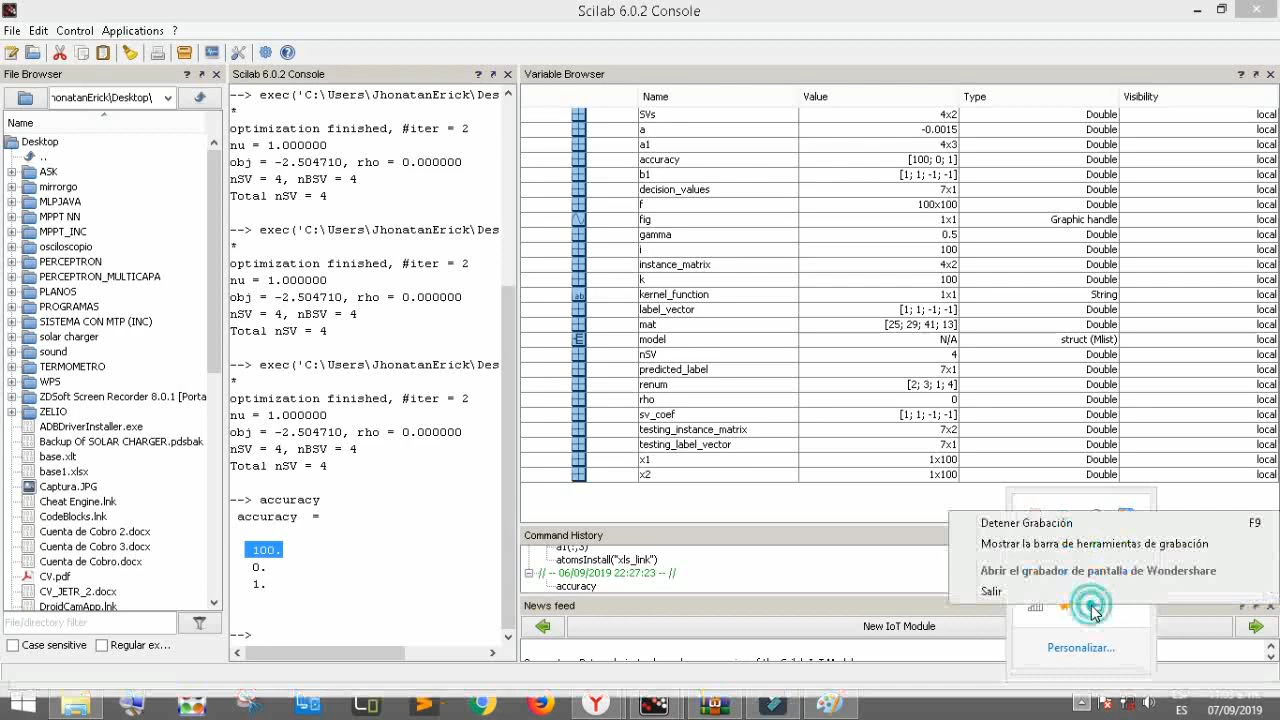 Scilab 6.0.2 Console
File Edit Control Applications ?
File Browser
honatanErick\Desktop\
Name
Desktop
..
ASK
mirrorgo
MLPJAVA
MPPT NN
MPPT_INC
osciloscopio
PERCEPTRON
PERCEPTRON_MULTICAPA
PLANOS
PROGRAMAS
SISTEMA CON MTP (INC)
solar charger
sound
TERMOMETRO
WPS
ZDSoft Screen Recorder 8.0.1 [Porta
ZELIO
ADBDriverInstaller.exe
Backup Of SOLAR CHARGER.pdsbak
base.xlt
base1.xlsx
Captura.JPG
Cheat Engine.lnk
CodeBlocks.lnk
Cuenta de Cobro 2.docx
Cuenta de Cobro 3.docx
Cuenta de Cobro.docx
CV.pdf
CV_JETR_2.docx
DroidCamApp.lnk
File/directory filter
Case sensitive Regular ex...
Scilab 6.0.2 Console
--> exec('C:\Users\JhonatanErick\Des
*
optimization finished, #iter = 2
nu = 1.000000
obj = -2.504710, rho = 0.000000
nSV = 4, nBSV = 4
Total nSV = 4
--> exec('C:\Users\JhonatanErick\Des
*
optimization finished, #iter = 2
nu = 1.000000
obj = -2.504710, rho = 0.000000
nSV = 4, nBSV = 4
Total nSV = 4
--> exec('C:\Users\JhonatanErick\Des
*
optimization finished, #iter = 2
nu = 1.000000
obj = -2.504710, rho = 0.000000
nSV = 4, nBSV = 4
Total nSV = 4
--> accuracy
accuracy =
100.
0.
1.
-->
Variable Browser
Name Value Type Visibility
SVs 4x2 Double local
a -0.0015 Double local
a1 4x3 Double local
accuracy [100; 0; 1] Double local
b1 [1; 1; -1; -1] Double local
decision_values 7x1 Double local
f 100x100 Double local
fig 1x1 Graphic handle local
gamma 0.5 Double local
i 100 Double local
instance_matrix 4x2 Double local
k 100 Double local
kernel_function 1x1 String local
label_vector [1; 1; -1; -1] Double local
mat [25; 29; 41; 13] Double local
model N/A struct (Mlist) local
nSV 4 Double local
predicted_label 7x1 Double local
renum [2; 3; 1; 4] Double local
rho 0 Double local
sv_coef [1; 1; -1; -1] Double local
testing_instance_matrix 7x2 Double local
testing_label_vector 7x1 Double local
x1 1x100 Double local
x2 1x100 Double local
Command History
a1(:,3)
atomsInstall("xls_link")
// -- 06/09/2019 22:27:23 -- //
accuracy
News feed
New IoT Module
Detener Grabación F9
Mostrar la barra de herramientas de grabación
Abrir el grabador de pantalla de Wondershare
Salir
Personalizar...
ES
ES
07/09/2019